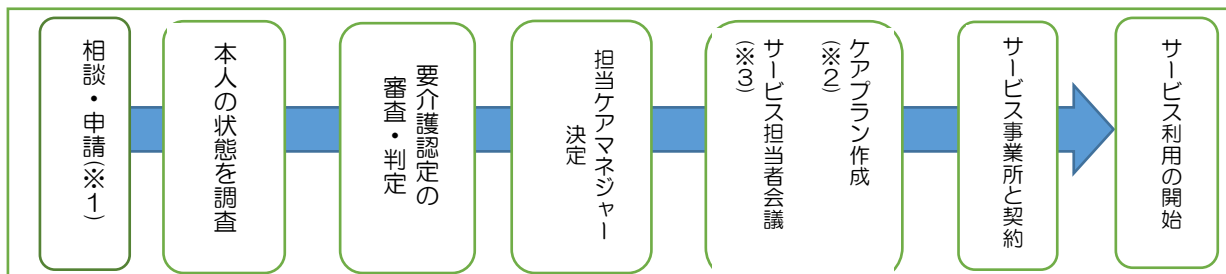 相談・申請(※1)
本人の状態を調査
要介護認定の
審査・判定
担当ケアマネジャー
決定
ケアプラン作成
(※2)
サービス担当者会議
(※3)
サービス事業所と契約
サービス利用の開始